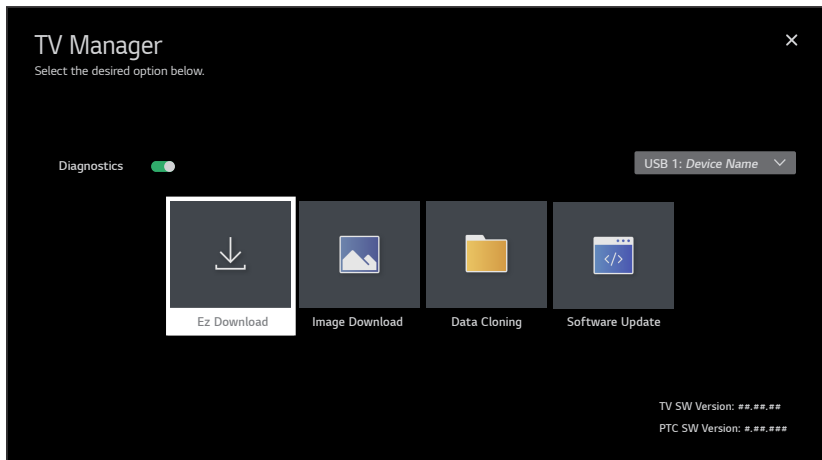 TV Manager
Select the desired option below.
Diagnostics
USB 1: Device Name
</>
Ez Download
Image Download
Data Cloning
Software Update
TV SW Version: ##.##.##
PTC SW Version: #.##.###